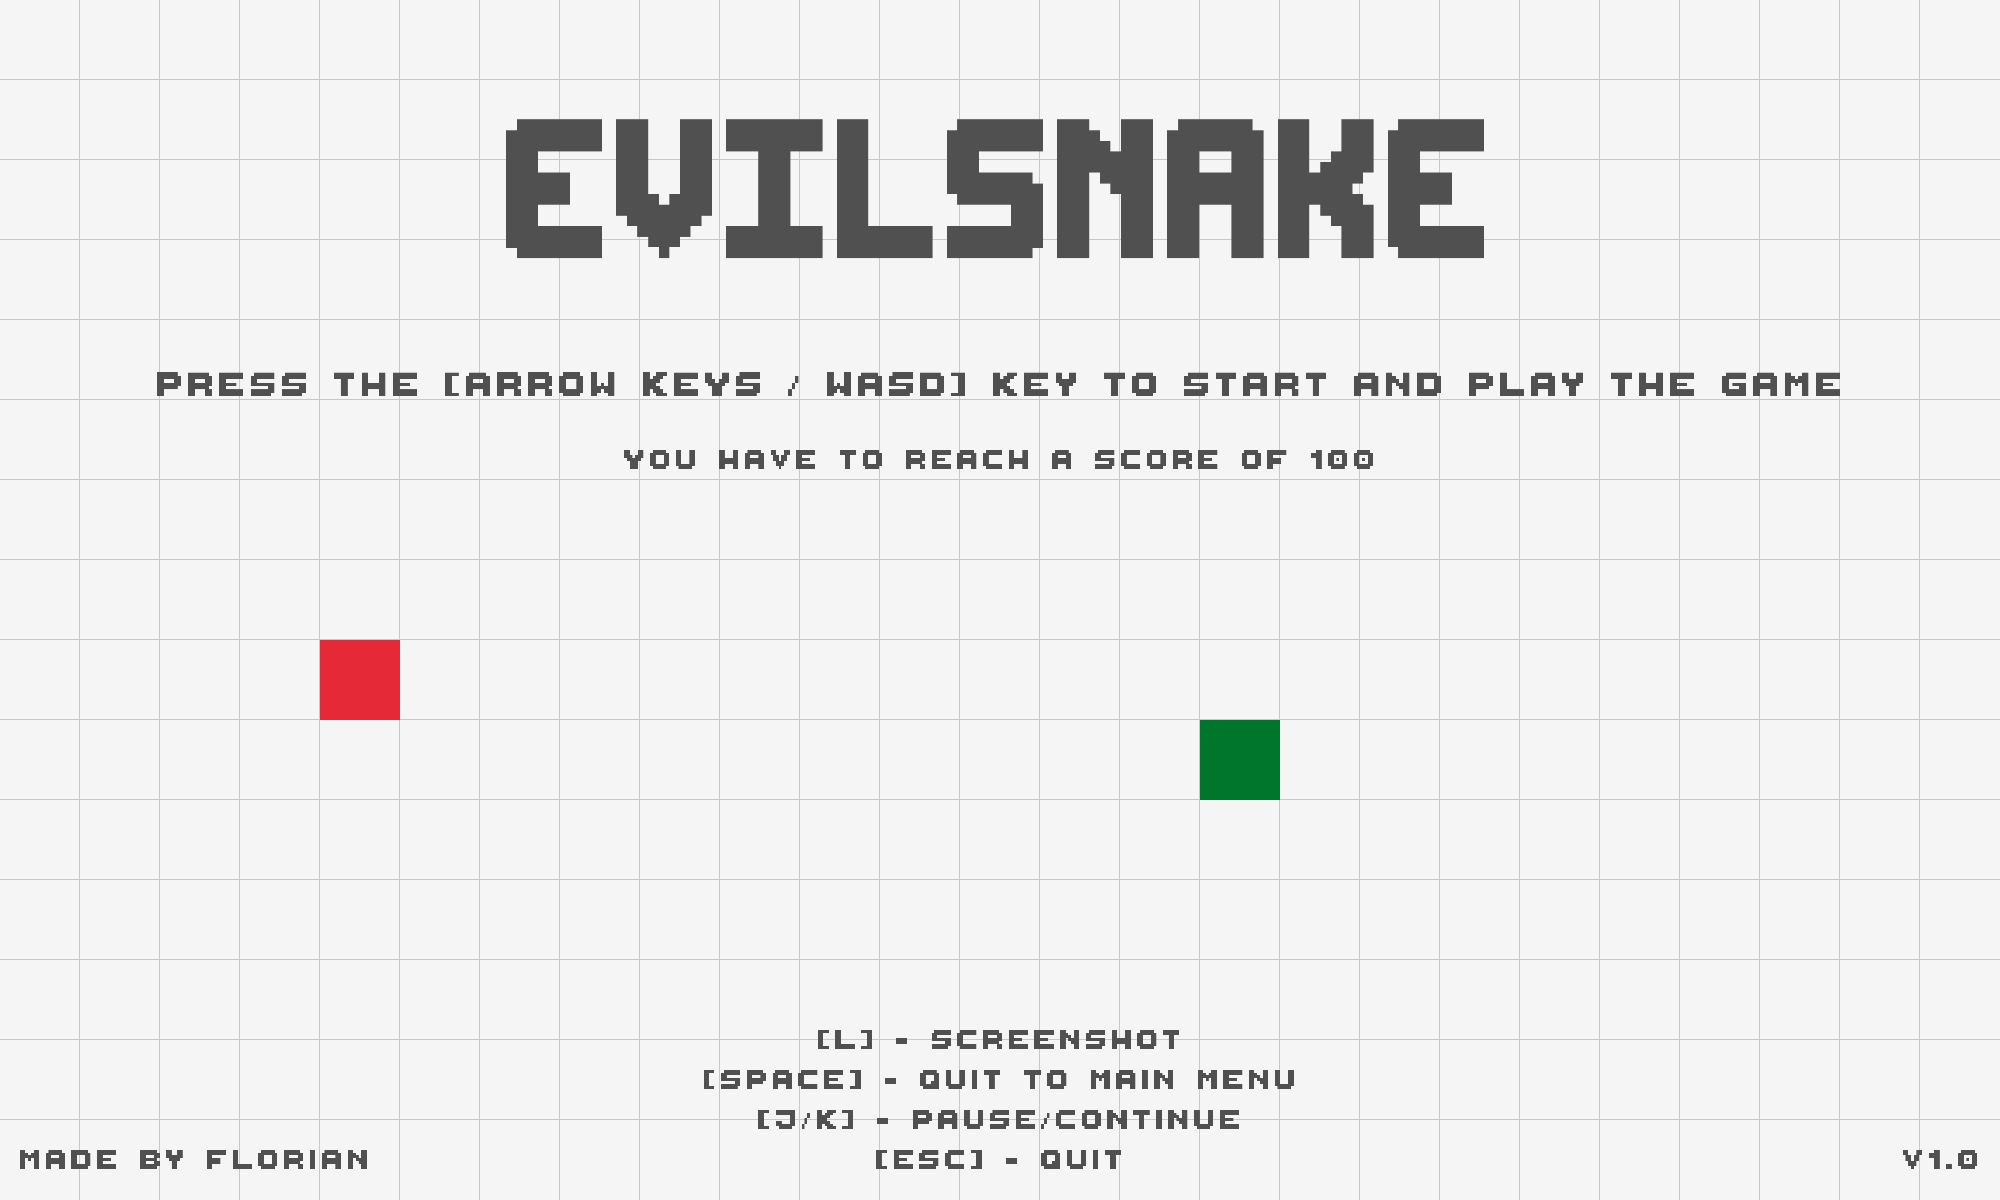 EVILSNAKE
PRESS THE [ARROW KEYS / WASD] KEY TO START AND PLAY THE GAME
YOU HAVE TO REACH A SCORE OF 100
[L] - SCREENSHOT
[SPACE] - QUIT TO MAIN MENU
[J/K] - PAUSE/CONTINUE
[ESC] - QUIT
MADE BY FLORIAN
V1.0